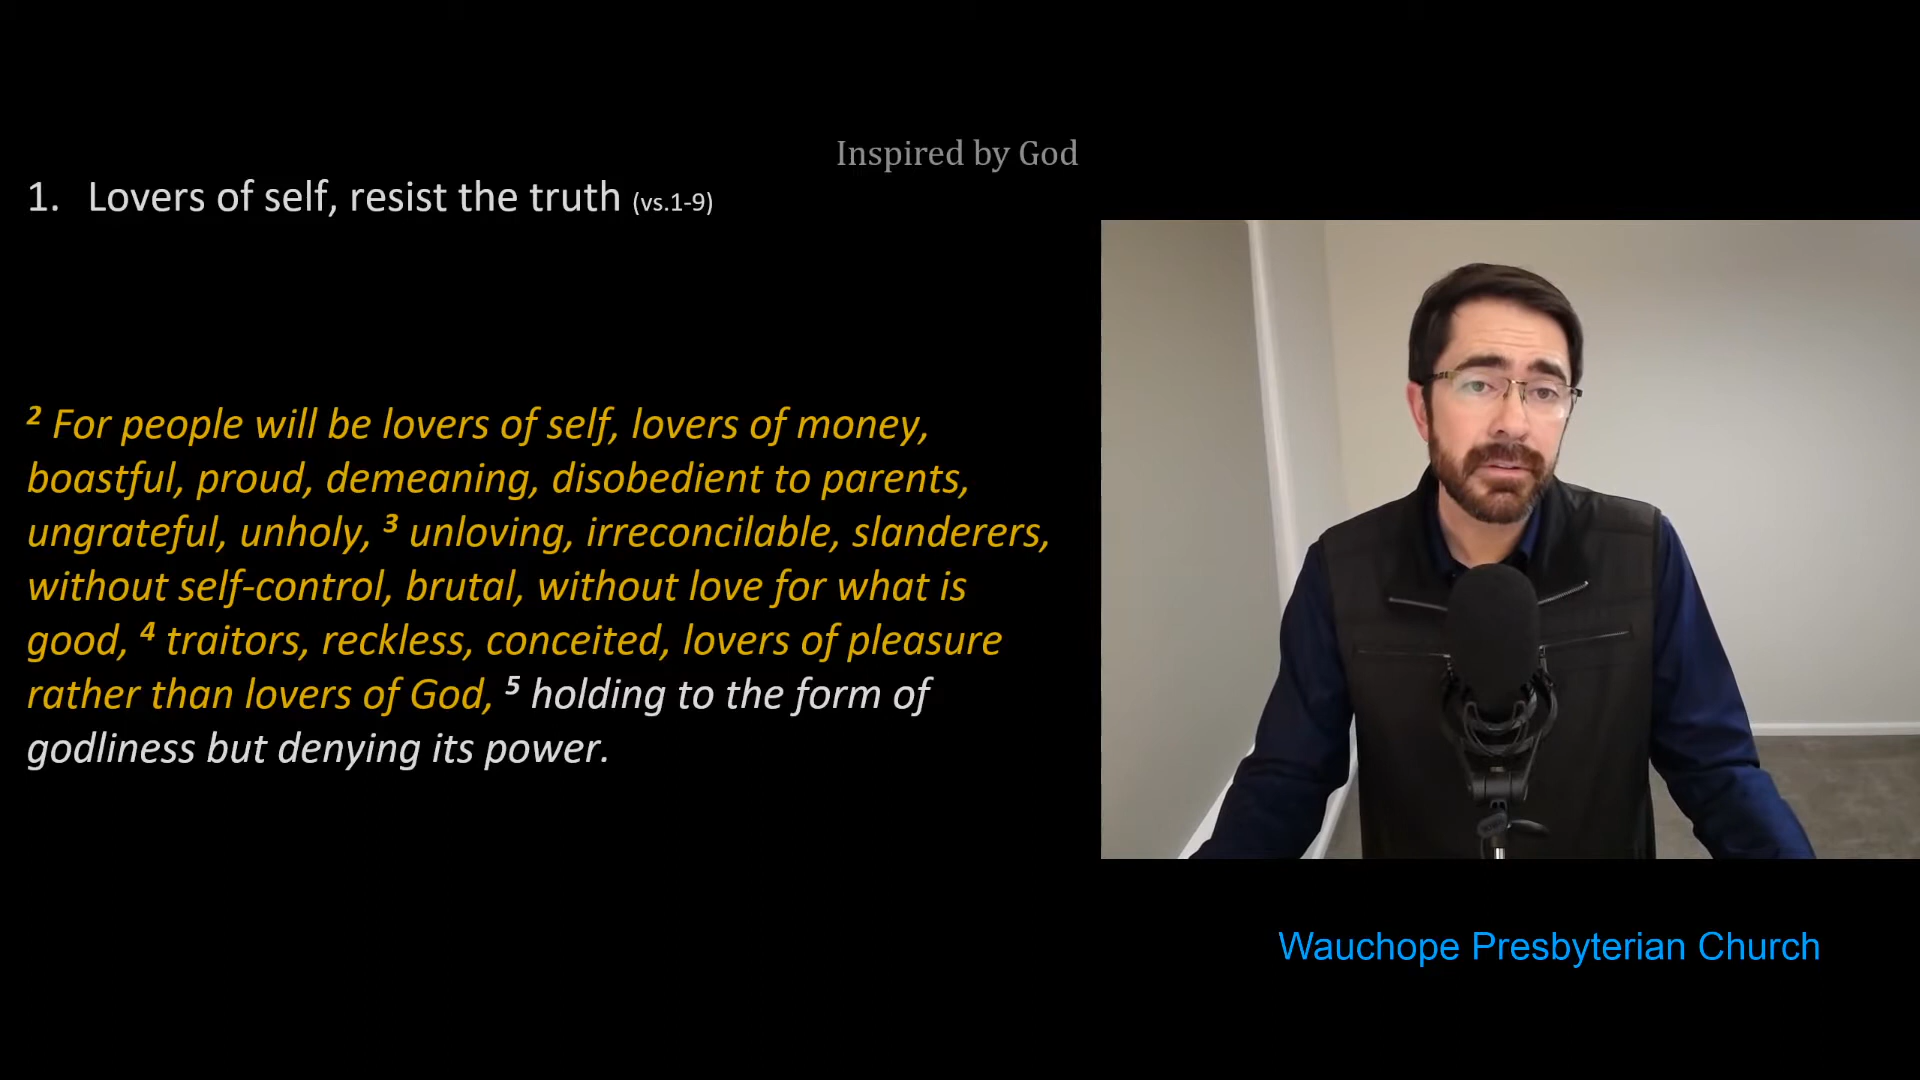 Inspired by God
1. Lovers of self, resist the truth (vs.1-9)
² For people will be lovers of self, lovers of money,
boastful, proud, demeaning, disobedient to parents,
ungrateful, unholy, ³ unloving, irreconcilable, slanderers,
without self-control, brutal, without love for what is
good, ⁴ traitors, reckless, conceited, lovers of pleasure
rather than lovers of God, ⁵ holding to the form of
godliness but denying its power.
Wauchope Presbyterian Church